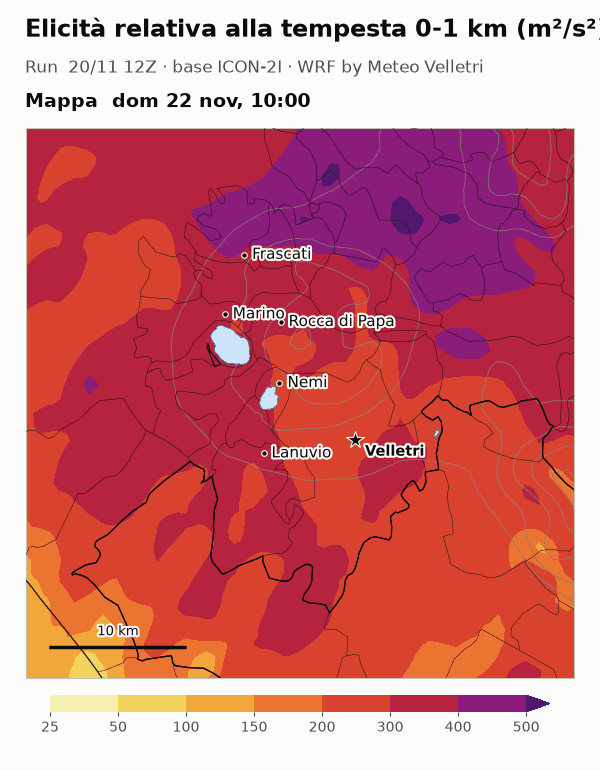 Elicità relativa alla tempesta 0-1 km (m²/s²)
Run 20/11 12Z · base ICON-2I · WRF by Meteo Velletri
Mappa dom 22 nov, 10:00
Frascati
Marino
Rocca di Papa
Nemi
Velletri
Lanuvio
10 km
25 50 100 150 200 300 400 500